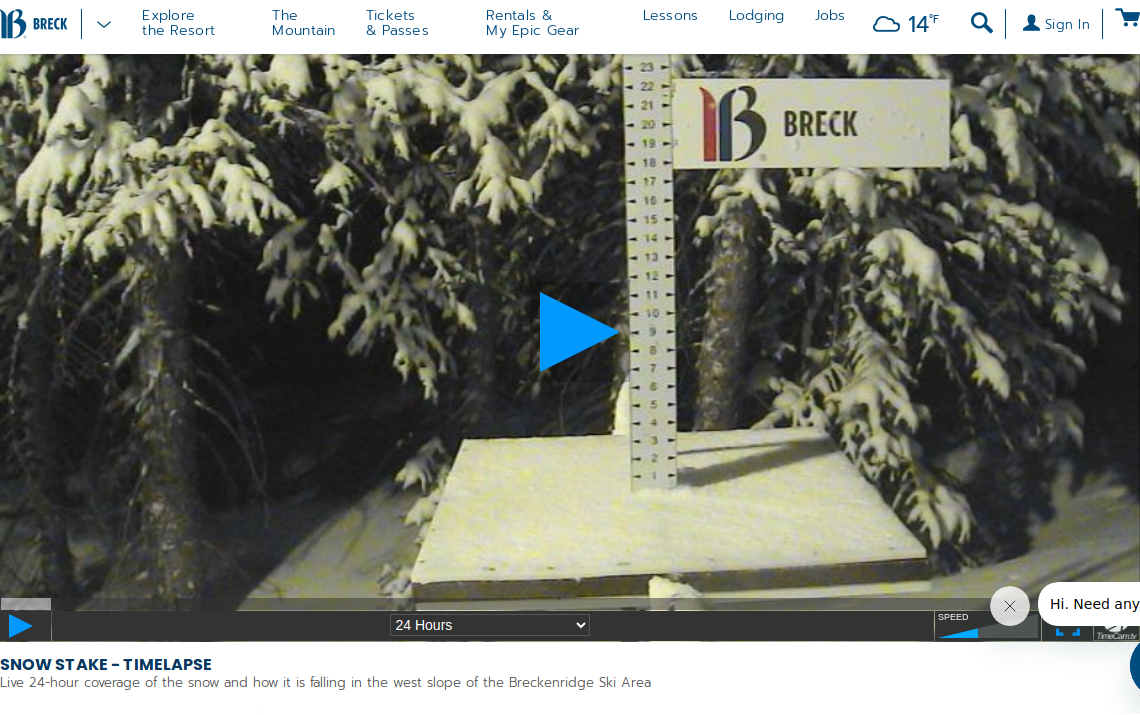 BRECK
Explore
the Resort
The
Mountain
Tickets
& Passes
Rentals &
My Epic Gear
Lessons
Lodging
Jobs
14°F
Sign In
23
22
21
20
19
18
17
16
15
14
13
12
11
10
9
8
7
6
5
4
3
2
1
B BRECK
24 Hours
SPEED
Hi. Need any
TimeCam.tv
SNOW STAKE - TIMELAPSE
Live 24-hour coverage of the snow and how it is falling in the west slope of the Breckenridge Ski Area